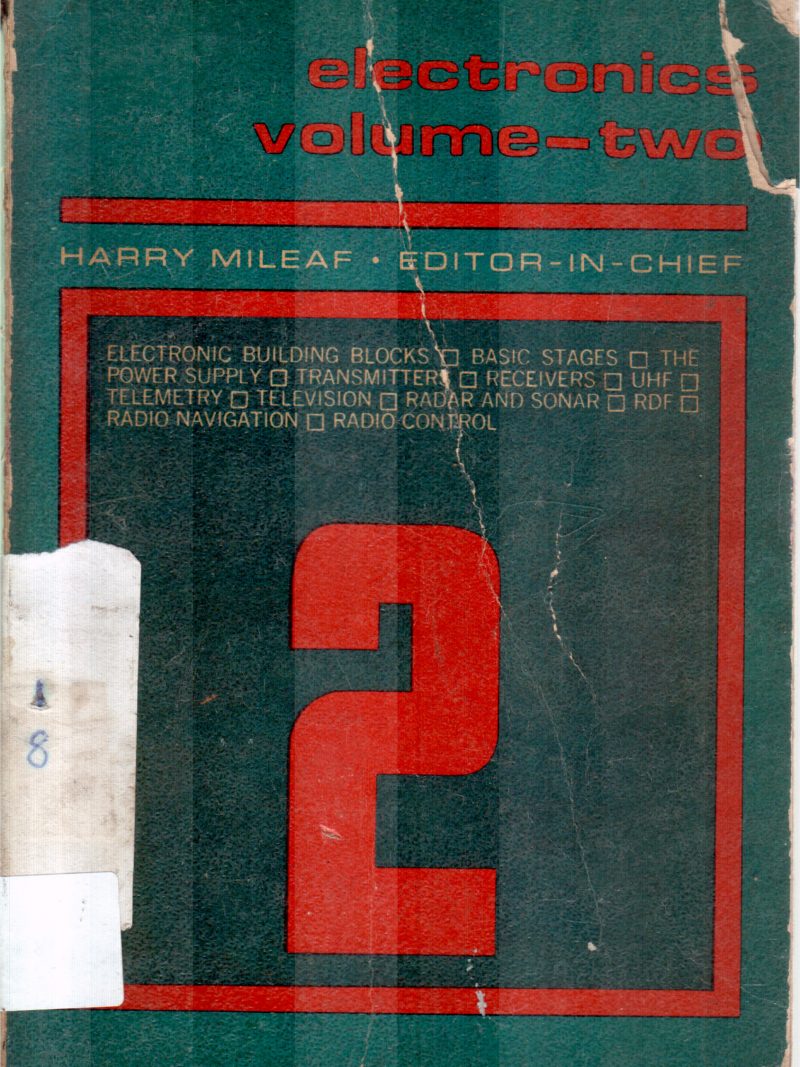 electronics
volume-two
HARRY MILEAF • EDITOR-IN-CHIEF
ELECTRONIC BUILDING BLOCKS □ BASIC STAGES □ THE
POWER SUPPLY □ TRANSMITTERS □ RECEIVERS □ UHF □
TELEMETRY □ TELEVISION □ RADAR AND SONAR □ RDF □
RADIO NAVIGATION □ RADIO CONTROL
2
8